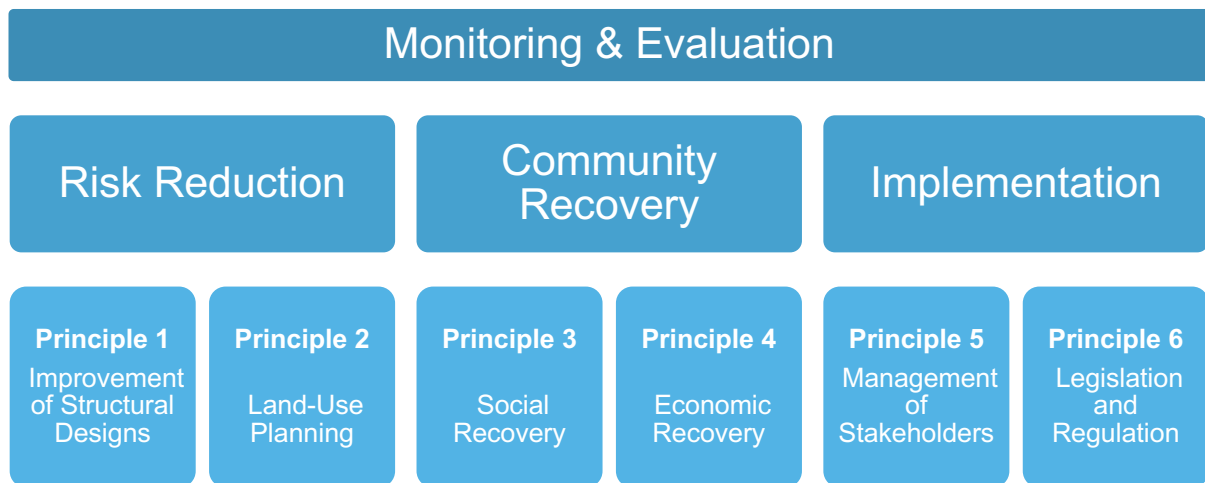 Monitoring & Evaluation
Risk Reduction
Community
Recovery
Implementation
Principle 1
Improvement
of Structural
Designs
Principle 2
Land-Use
Planning
Principle 3
Social
Recovery
Principle 4
Economic
Recovery
Principle 5
Management
of
Stakeholders
Principle 6
Legislation
and
Regulation